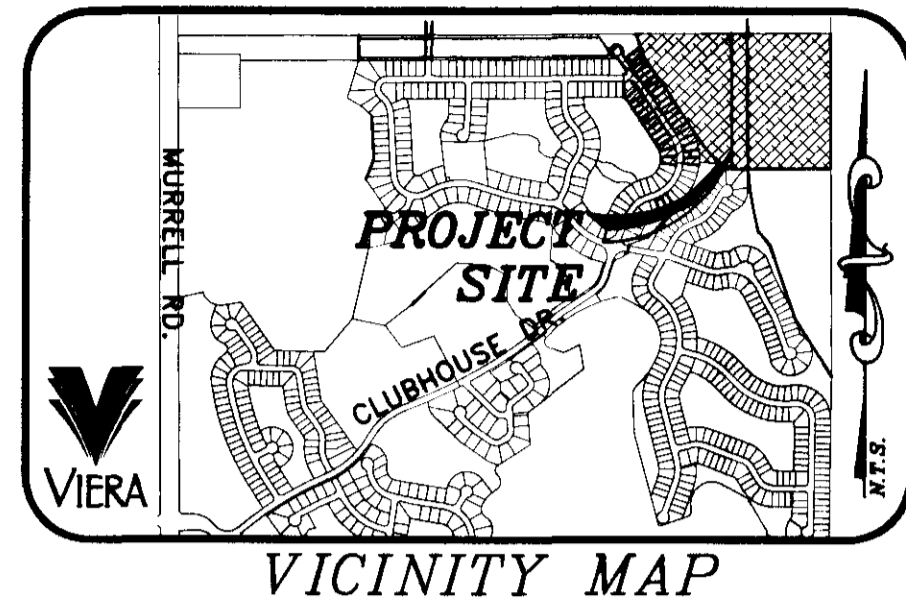 MURRELL RD.
PROJECT
SITE
CLUBHOUSE DR.
VIERA
N.T.S.
VICINITY MAP